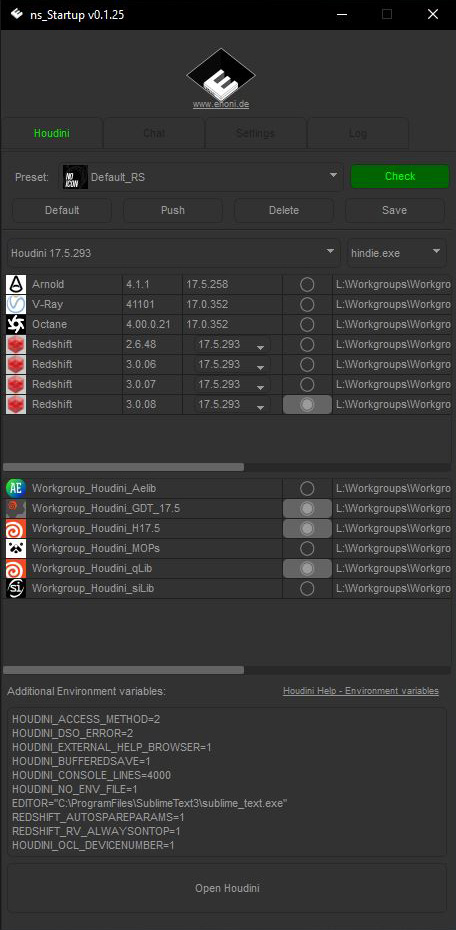 ns_Startup v0.1.25
www.enoni.de
Houdini Chat Settings Log
Preset: NO ICON Default_RS Check
Default Push Delete Save
Houdini 17.5.293 hindie.exe
Arnold 4.1.1 17.5.258 L:\Workgroups\Workgro
V-Ray 41101 17.0.352 L:\Workgroups\Workgro
Octane 4.00.0.21 17.0.352 L:\Workgroups\Workgro
Redshift 2.6.48 17.5.293 L:\Workgroups\Workgro
Redshift 3.0.06 17.5.293 L:\Workgroups\Workgro
Redshift 3.0.07 17.5.293 L:\Workgroups\Workgro
Redshift 3.0.08 17.5.293 L:\Workgroups\Workgro
AE Workgroup_Houdini_Aelib L:\Workgroups\Workgro
Workgroup_Houdini_GDT_17.5 L:\Workgroups\Workgro
Workgroup_Houdini_H17.5 L:\Workgroups\Workgro
Workgroup_Houdini_MOPs L:\Workgroups\Workgro
Workgroup_Houdini_qLib L:\Workgroups\Workgro
si Workgroup_Houdini_siLib L:\Workgroups\Workgro
Additional Environment variables: Houdini Help - Environment variables
HOUDINI_ACCESS_METHOD=2
HOUDINI_DSO_ERROR=2
HOUDINI_EXTERNAL_HELP_BROWSER=1
HOUDINI_BUFFEREDSAVE=1
HOUDINI_CONSOLE_LINES=4000
HOUDINI_NO_ENV_FILE=1
EDITOR="C:\ProgramFiles\SublimeText3\sublime_text.exe"
REDSHIFT_AUTOSPAREPARAMS=1
REDSHIFT_RV_ALWAYSONTOP=1
HOUDINI_OCL_DEVICENUMBER=1
Open Houdini